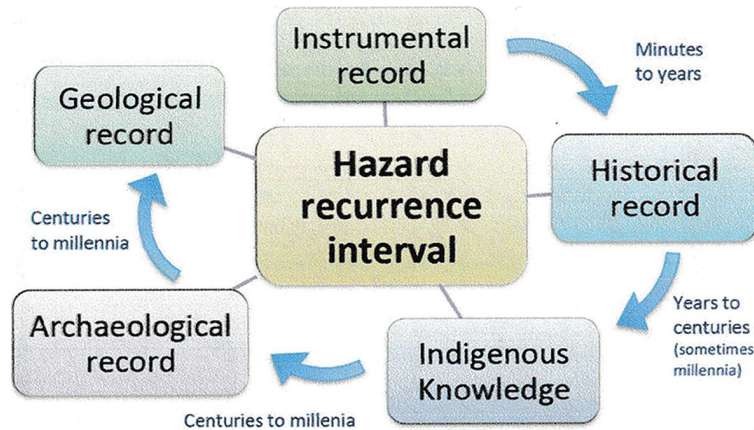 Instrumental
record
Minutes
to years
Geological
record
Hazard
recurrence
interval
Historical
record
Centuries
to millennia
Years to
centuries
(sometimes
millennia)
Archaeological
record
Indigenous
Knowledge
Centuries to millenia